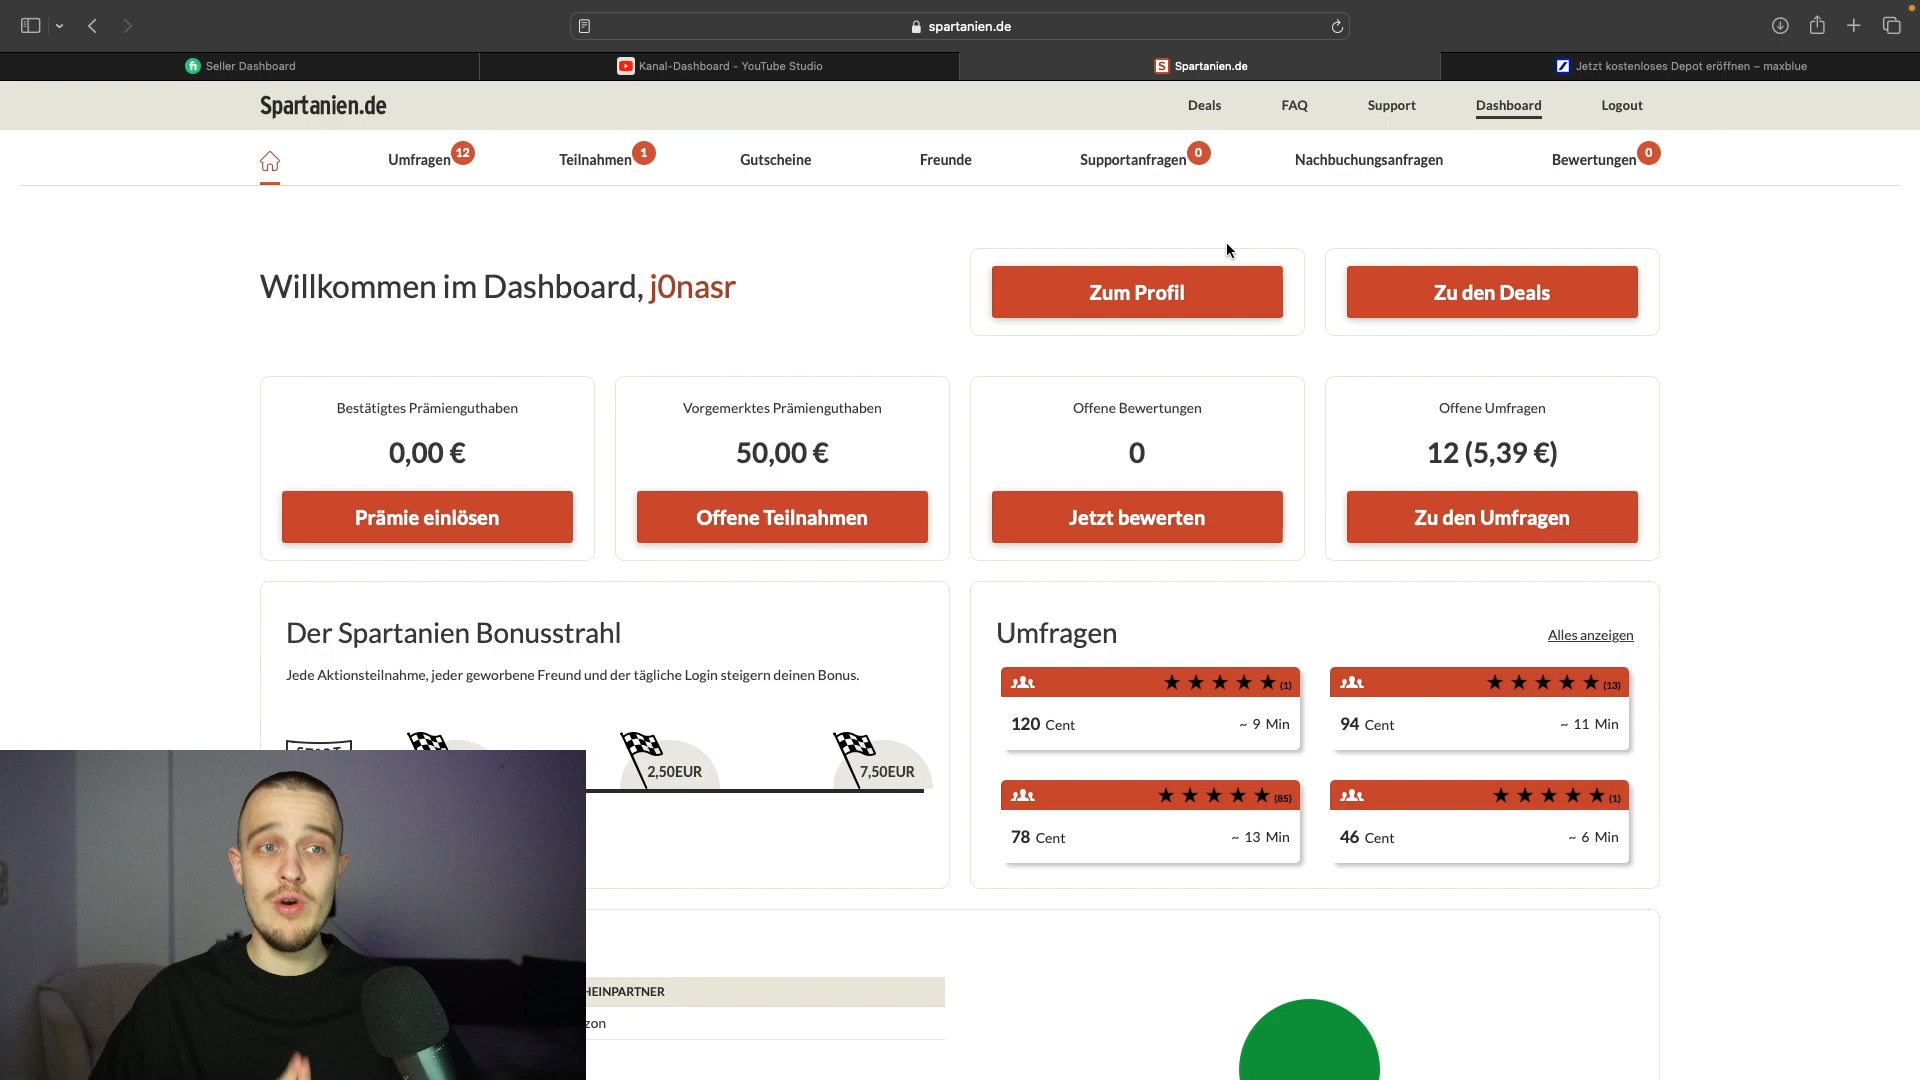 spartanien.de
Seller Dashboard
Kanal-Dashboard – YouTube Studio
Spartanien.de
Jetzt kostenloses Depot eröffnen – maxblue
Spartanien.de
Deals
FAQ
Support
Dashboard
Logout
Umfragen 12
Teilnahmen 1
Gutscheine
Freunde
Supportanfragen 0
Nachbuchungsanfragen
Bewertungen 0
Willkommen im Dashboard, j0nasr
Zum Profil
Zu den Deals
Bestätigtes Prämienguthaben
0,00 €
Prämie einlösen
Vorgemerktes Prämienguthaben
50,00 €
Offene Teilnahmen
Offene Bewertungen
0
Jetzt bewerten
Offene Umfragen
12 (5,39 €)
Zu den Umfragen
Der Spartanien Bonusstrahl
Jede Aktionsteilnahme, jeder geworbene Freund und der tägliche Login steigern deinen Bonus.
2,50EUR
7,50EUR
Umfragen
Alles anzeigen
(1)
120 Cent
~ 9 Min
(13)
94 Cent
~ 11 Min
(85)
78 Cent
~ 13 Min
(1)
46 Cent
~ 6 Min
HEINPARTNER
zon